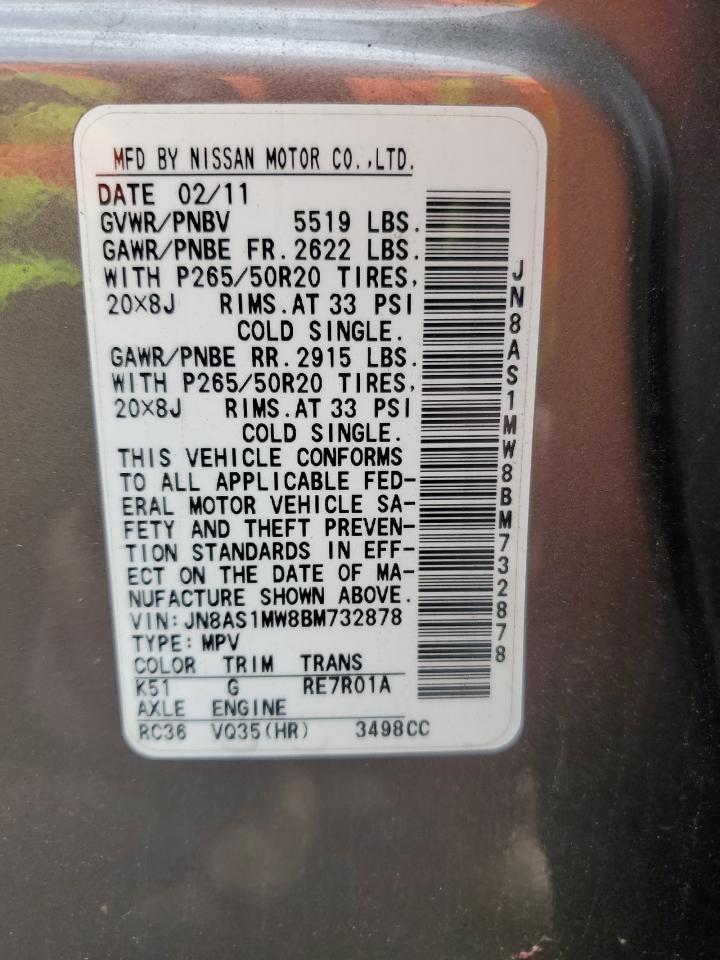 MFD BY NISSAN MOTOR CO.,LTD.
DATE 02/11
GVWR/PNBV 5519 LBS.
GAWR/PNBE FR. 2622 LBS.
WITH P265/50R20 TIRES,
20×8J RIMS. AT 33 PSI
COLD SINGLE.
GAWR/PNBE RR. 2915 LBS.
WITH P265/50R20 TIRES,
20×8J RIMS. AT 33 PSI
COLD SINGLE.
THIS VEHICLE CONFORMS
TO ALL APPLICABLE FED-
ERAL MOTOR VEHICLE SA-
FETY AND THEFT PREVEN-
TION STANDARDS IN EFF-
ECT ON THE DATE OF MA-
NUFACTURE SHOWN ABOVE.
VIN: JN8AS1MW8BM732878
TYPE: MPV
COLOR TRIM TRANS
K51 G RE7R01A
AXLE ENGINE
RC36 VQ35(HR) 3498CC
JN8AS1MW8BM732878